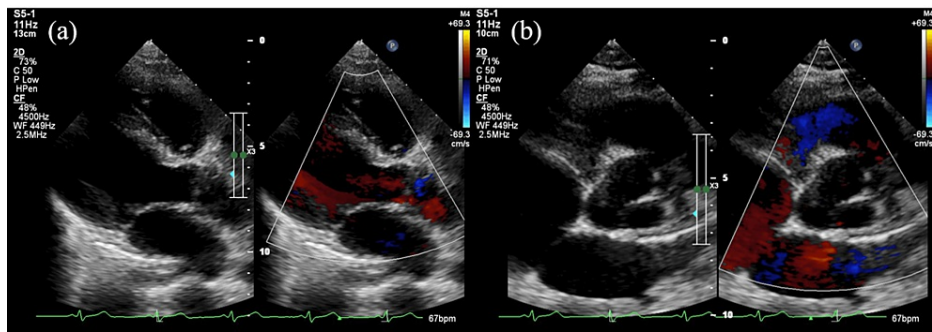 S5-1
11Hz
13cm
2D
73%
C 50
P Low
HPen
CF
48%
4500Hz
WF 449Hz
2.5MHz
(a)
0
5
10
x3
P
M4
+69.3
-69.3
cm/s
67bpm
S5-1
11Hz
10cm
2D
71%
C 50
P Low
HPen
CF
48%
4500Hz
WF 449Hz
2.5MHz
(b)
0
5
10
x3
P
M4
+69.3
-69.3
cm/s
67bpm